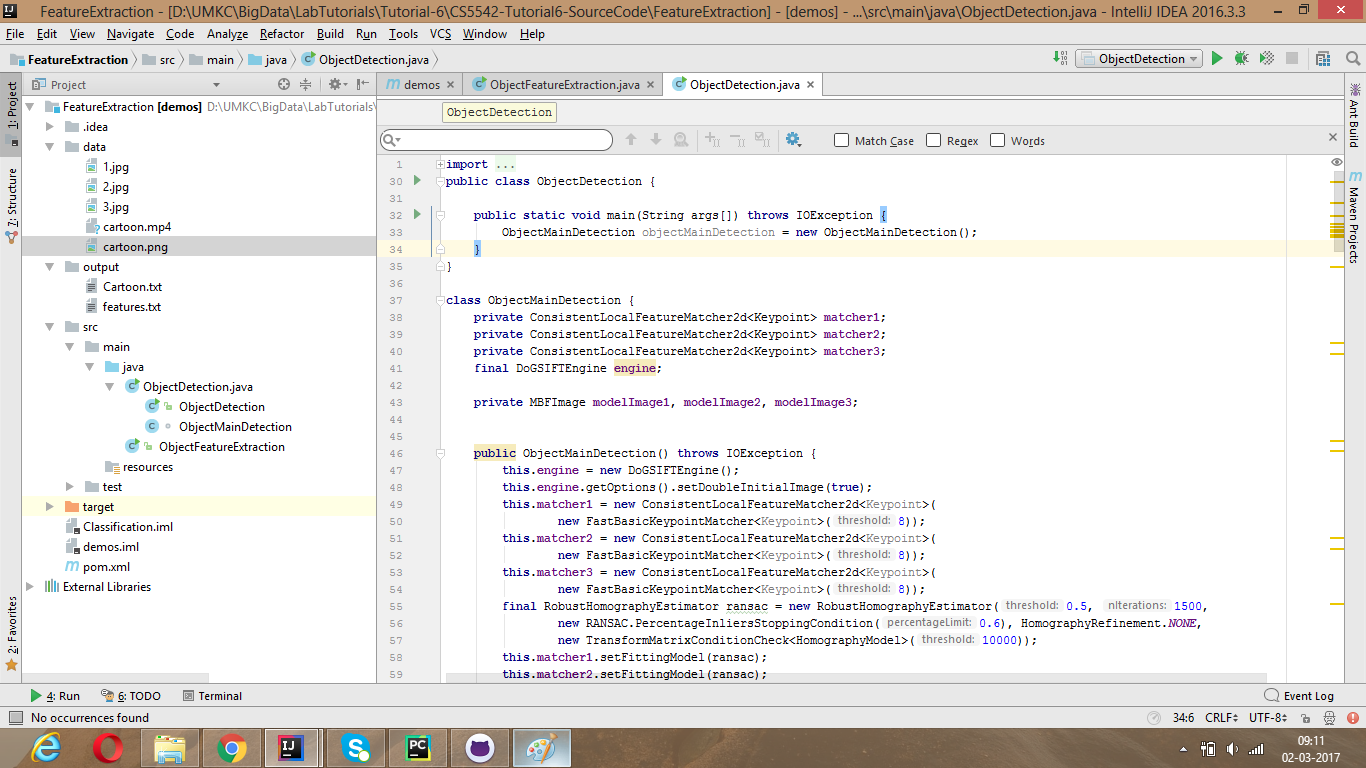 FeatureExtraction - [D:\UMKC\BigData\LabTutorials\Tutorial-6\CS5542-Tutorial6-SourceCode\FeatureExtraction] - [demos] - ...\src\main\java\ObjectDetection.java - IntelliJ IDEA 2016.3.3
File Edit View Navigate Code Analyze Refactor Build Run Tools VCS Window Help
FeatureExtraction src main java ObjectDetection.java ObjectDetection
Project
demos ObjectFeatureExtraction.java ObjectDetection.java
1: Project
7: Structure
2: Favorites
Ant Build
Maven Projects
FeatureExtraction [demos] D:\UMKC\BigData\LabTutorials\
.idea
data
1.jpg
2.jpg
3.jpg
cartoon.mp4
cartoon.png
output
Cartoon.txt
features.txt
src
main
java
ObjectDetection.java
ObjectDetection
ObjectMainDetection
ObjectFeatureExtraction
resources
test
target
Classification.iml
demos.iml
pom.xml
External Libraries
ObjectDetection
Match Case Regex Words
1 import ...
30 public class ObjectDetection {
31
32 public static void main(String args[]) throws IOException {
33 ObjectMainDetection objectMainDetection = new ObjectMainDetection();
34 }
35 }
36
37 class ObjectMainDetection {
38 private ConsistentLocalFeatureMatcher2d<Keypoint> matcher1;
39 private ConsistentLocalFeatureMatcher2d<Keypoint> matcher2;
40 private ConsistentLocalFeatureMatcher2d<Keypoint> matcher3;
41 final DoGSIFTEngine engine;
42
43 private MBFImage modelImage1, modelImage2, modelImage3;
44
45
46 public ObjectMainDetection() throws IOException {
47 this.engine = new DoGSIFTEngine();
48 this.engine.getOptions().setDoubleInitialImage(true);
49 this.matcher1 = new ConsistentLocalFeatureMatcher2d<Keypoint>(
50 new FastBasicKeypointMatcher<Keypoint>( threshold: 8));
51 this.matcher2 = new ConsistentLocalFeatureMatcher2d<Keypoint>(
52 new FastBasicKeypointMatcher<Keypoint>( threshold: 8));
53 this.matcher3 = new ConsistentLocalFeatureMatcher2d<Keypoint>(
54 new FastBasicKeypointMatcher<Keypoint>( threshold: 8));
55 final RobustHomographyEstimator ransac = new RobustHomographyEstimator( threshold: 0.5, nIterations: 1500,
56 new RANSAC.PercentageInliersStoppingCondition( percentageLimit: 0.6), HomographyRefinement.NONE,
57 new TransformMatrixConditionCheck<HomographyModel>( threshold: 10000));
58 this.matcher1.setFittingModel(ransac);
59 this.matcher2.setFittingModel(ransac);
4: Run 6: TODO Terminal Event Log
No occurrences found 34:6 CRLF UTF-8
09:11
02-03-2017